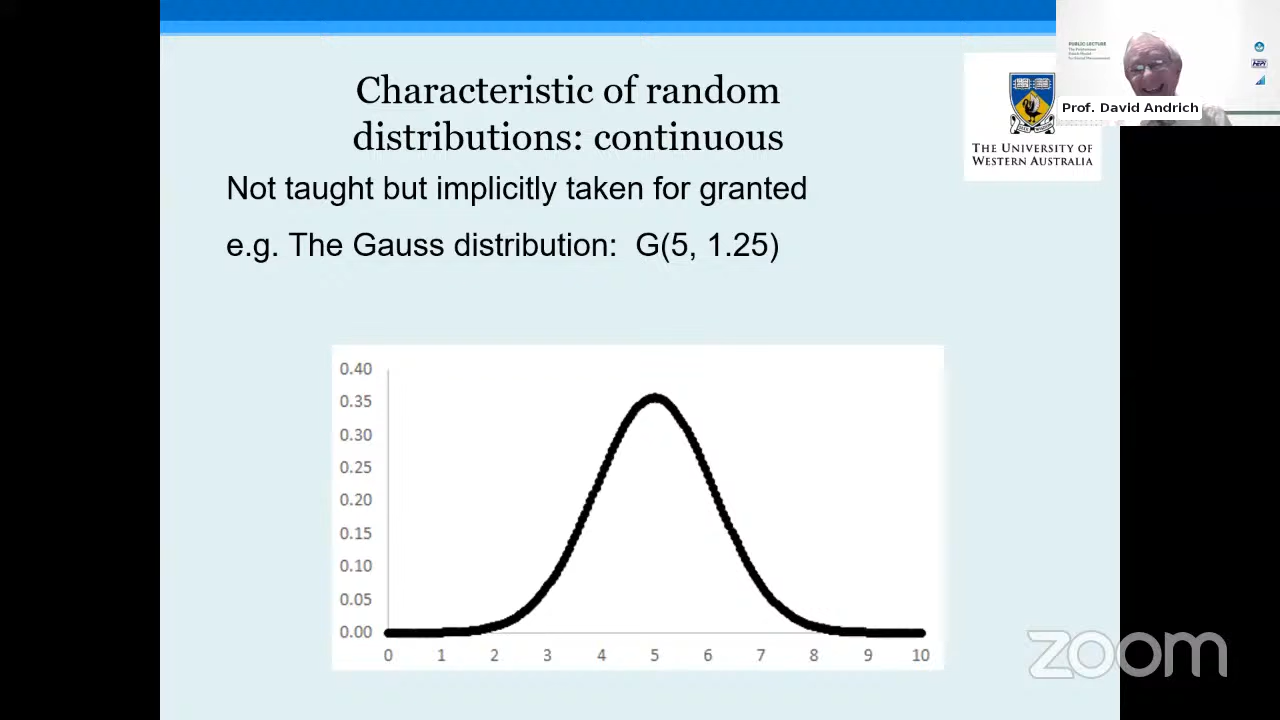 Characteristic of random
distributions: continuous
Not taught but implicitly taken for granted
e.g. The Gauss distribution: G(5, 1.25)
THE UNIVERSITY OF
WESTERN AUSTRALIA
PUBLIC LECTURE
Prof. David Andrich
0.40
0.35
0.30
0.25
0.20
0.15
0.10
0.05
0.00
0 1 2 3 4 5 6 7 8 9 10
zoom